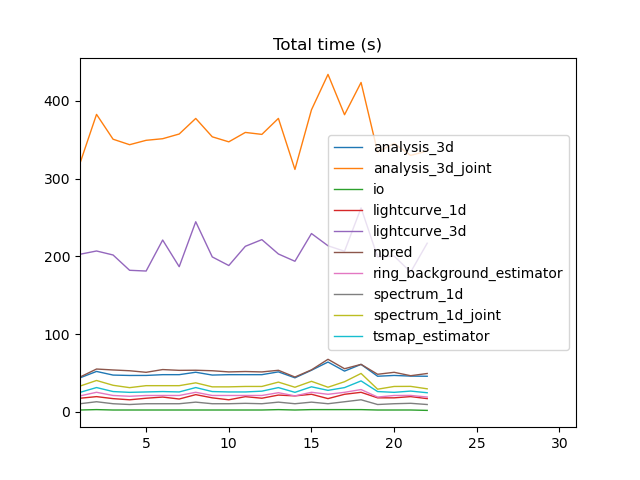 Total time (s)
400
300
200
100
0
analysis_3d
analysis_3d_joint
io
lightcurve_1d
lightcurve_3d
npred
ring_background_estimator
spectrum_1d
spectrum_1d_joint
tsmap_estimator
5 10 15 20 25 30